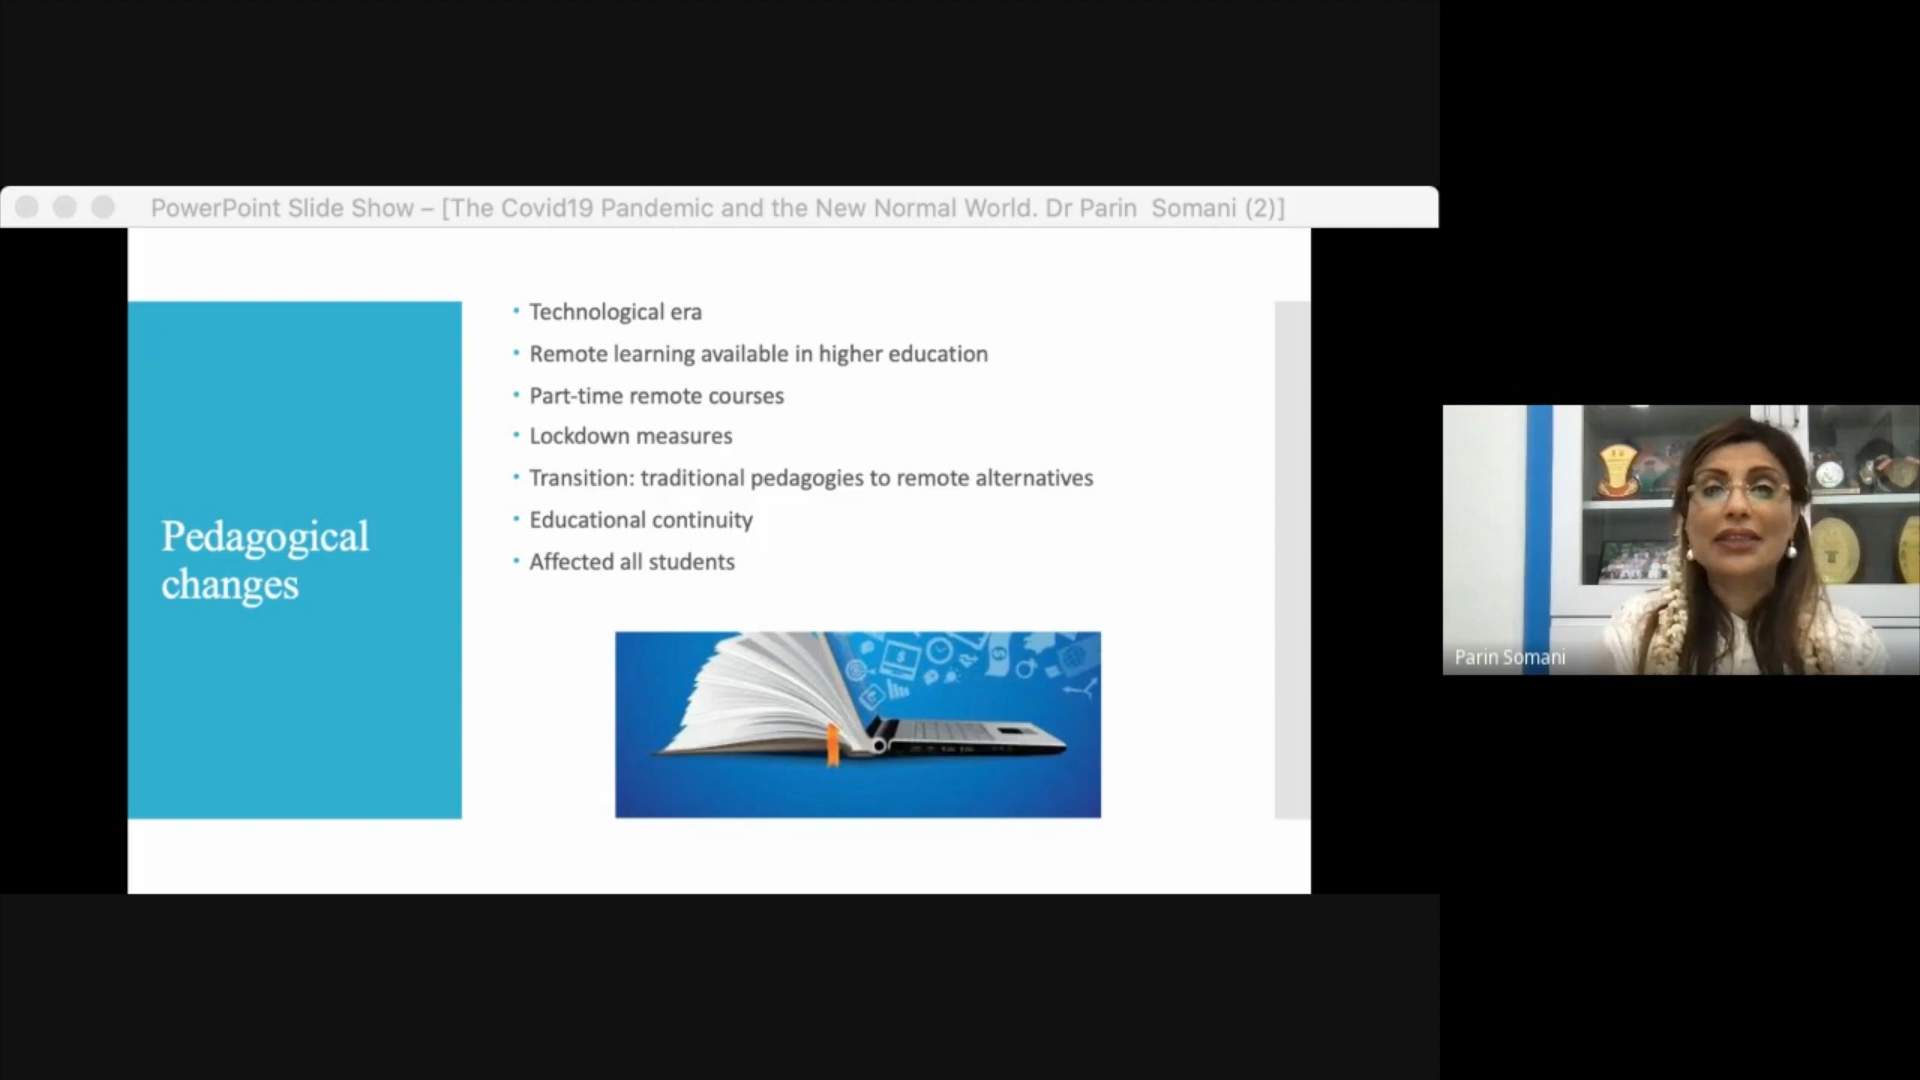 PowerPoint Slide Show – [The Covid19 Pandemic and the New Normal World. Dr Parin  Somani (2)]
Pedagogical
changes
• Technological era
• Remote learning available in higher education
• Part-time remote courses
• Lockdown measures
• Transition: traditional pedagogies to remote alternatives
• Educational continuity
• Affected all students
Parin Somani